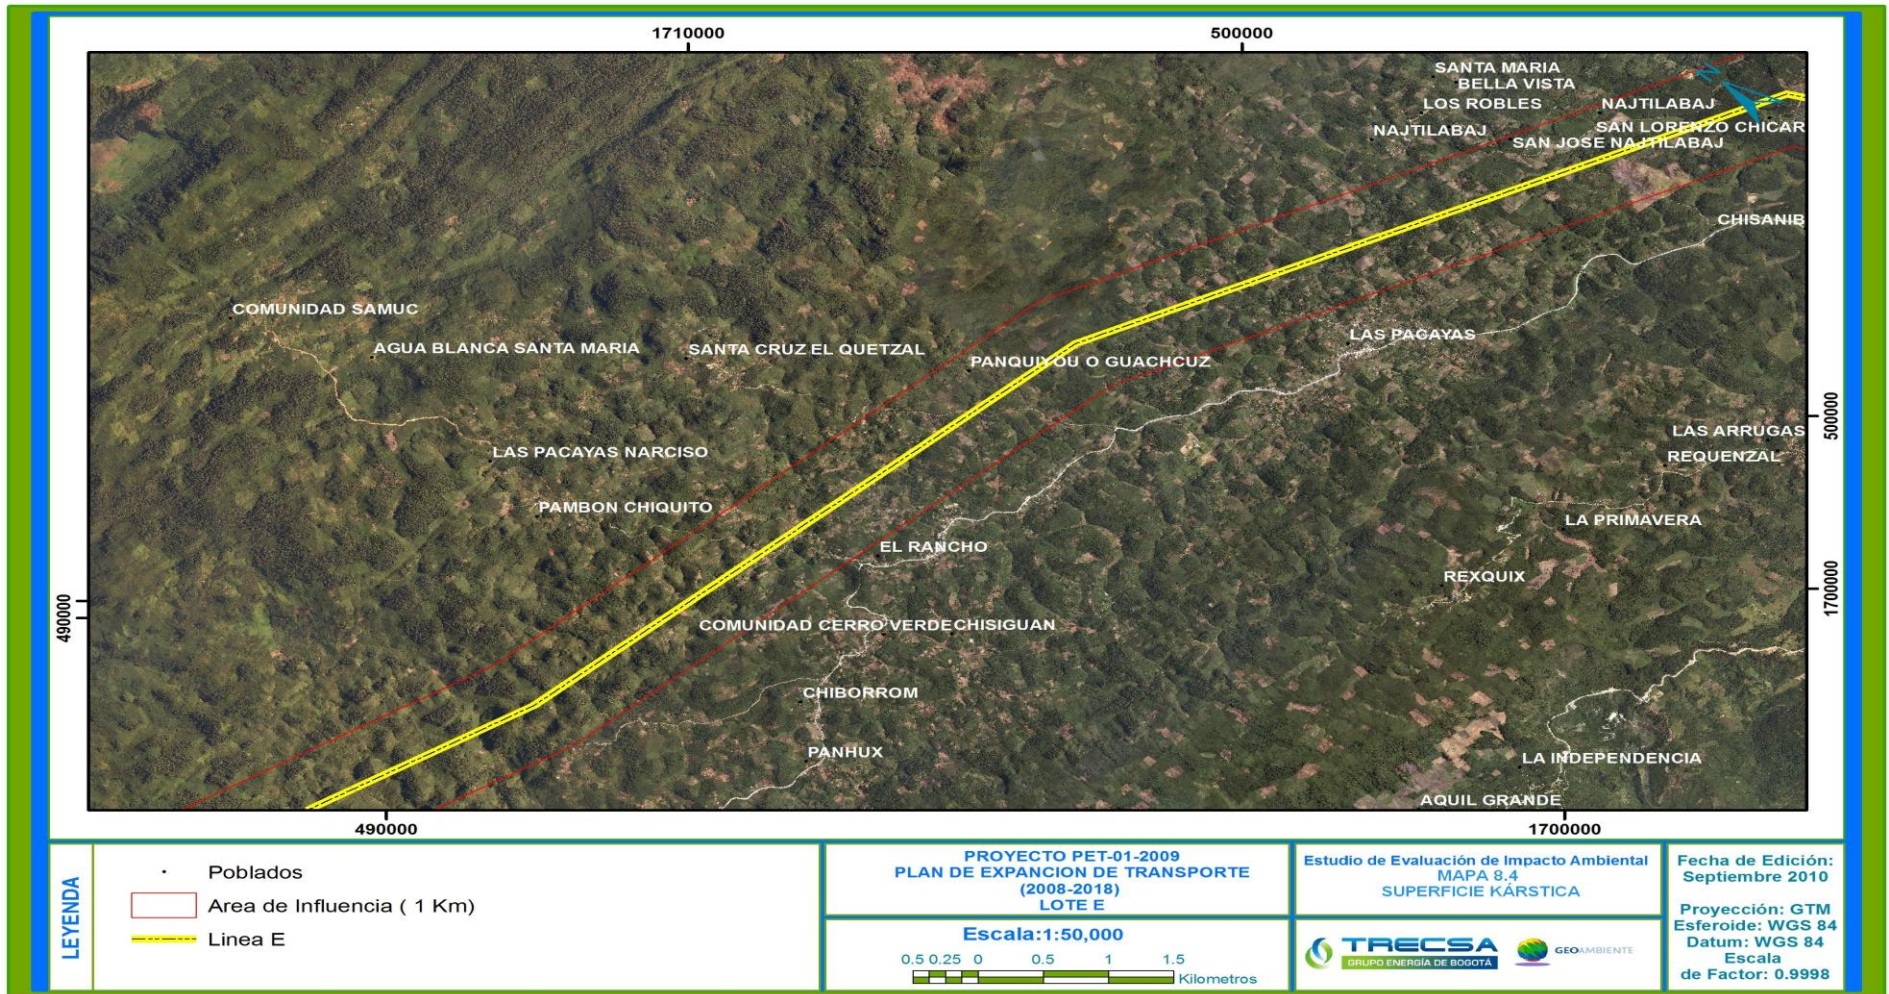 1710000
500000
SANTA MARIA
BELLA VISTA
LOS ROBLES
NAJTILABAJ
NAJTILABAJ
SAN LORENZO CHICAR
SAN JOSE NAJTILABAJ
N
CHISANIB
COMUNIDAD SAMUC
AGUA BLANCA SANTA MARIA
SANTA CRUZ EL QUETZAL
PANQUIYOU O GUACHCUZ
LAS PACAYAS
500000
LAS ARRUGAS
REQUENZAL
LAS PACAYAS NARCISO
PAMBON CHIQUITO
LA PRIMAVERA
EL RANCHO
REXQUIX
490000
1700000
COMUNIDAD CERRO VERDE
CHISIGUAN
CHIBORROM
PANHUX
LA INDEPENDENCIA
AQUIL GRANDE
490000
1700000
LEYENDA
Poblados
Area de Influencia ( 1 Km)
Linea E
PROYECTO PET-01-2009
PLAN DE EXPANCION DE TRANSPORTE
(2008-2018)
LOTE E
Escala:1:50,000
0.5 0.25 0 0.5 1 1.5
Kilometros
Estudio de Evaluación de Impacto Ambiental
MAPA 8.4
SUPERFICIE KÁRSTICA
TRECSA
GRUPO ENERGÍA DE BOGOTÁ
GEOAMBIENTE
Fecha de Edición:
Septiembre 2010
Proyección: GTM
Esferoide: WGS 84
Datum: WGS 84
Escala
de Factor: 0.9998